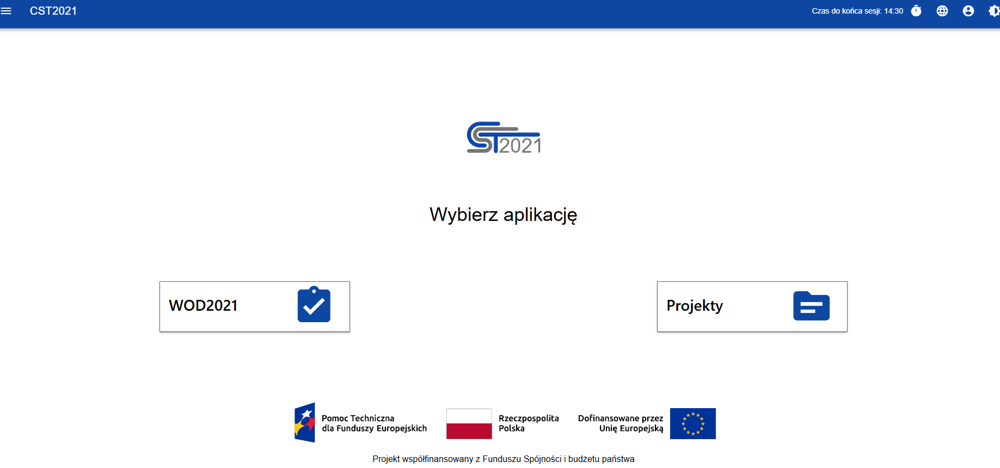 CST2021
Czas do końca sesji: 14:30
CST2021
Wybierz aplikację
WOD2021
Projekty
Pomoc Techniczna
dla Funduszy Europejskich
Rzeczpospolita
Polska
Dofinansowane przez
Unię Europejską
Projekt współfinansowany z Funduszu Spójności i budżetu państwa